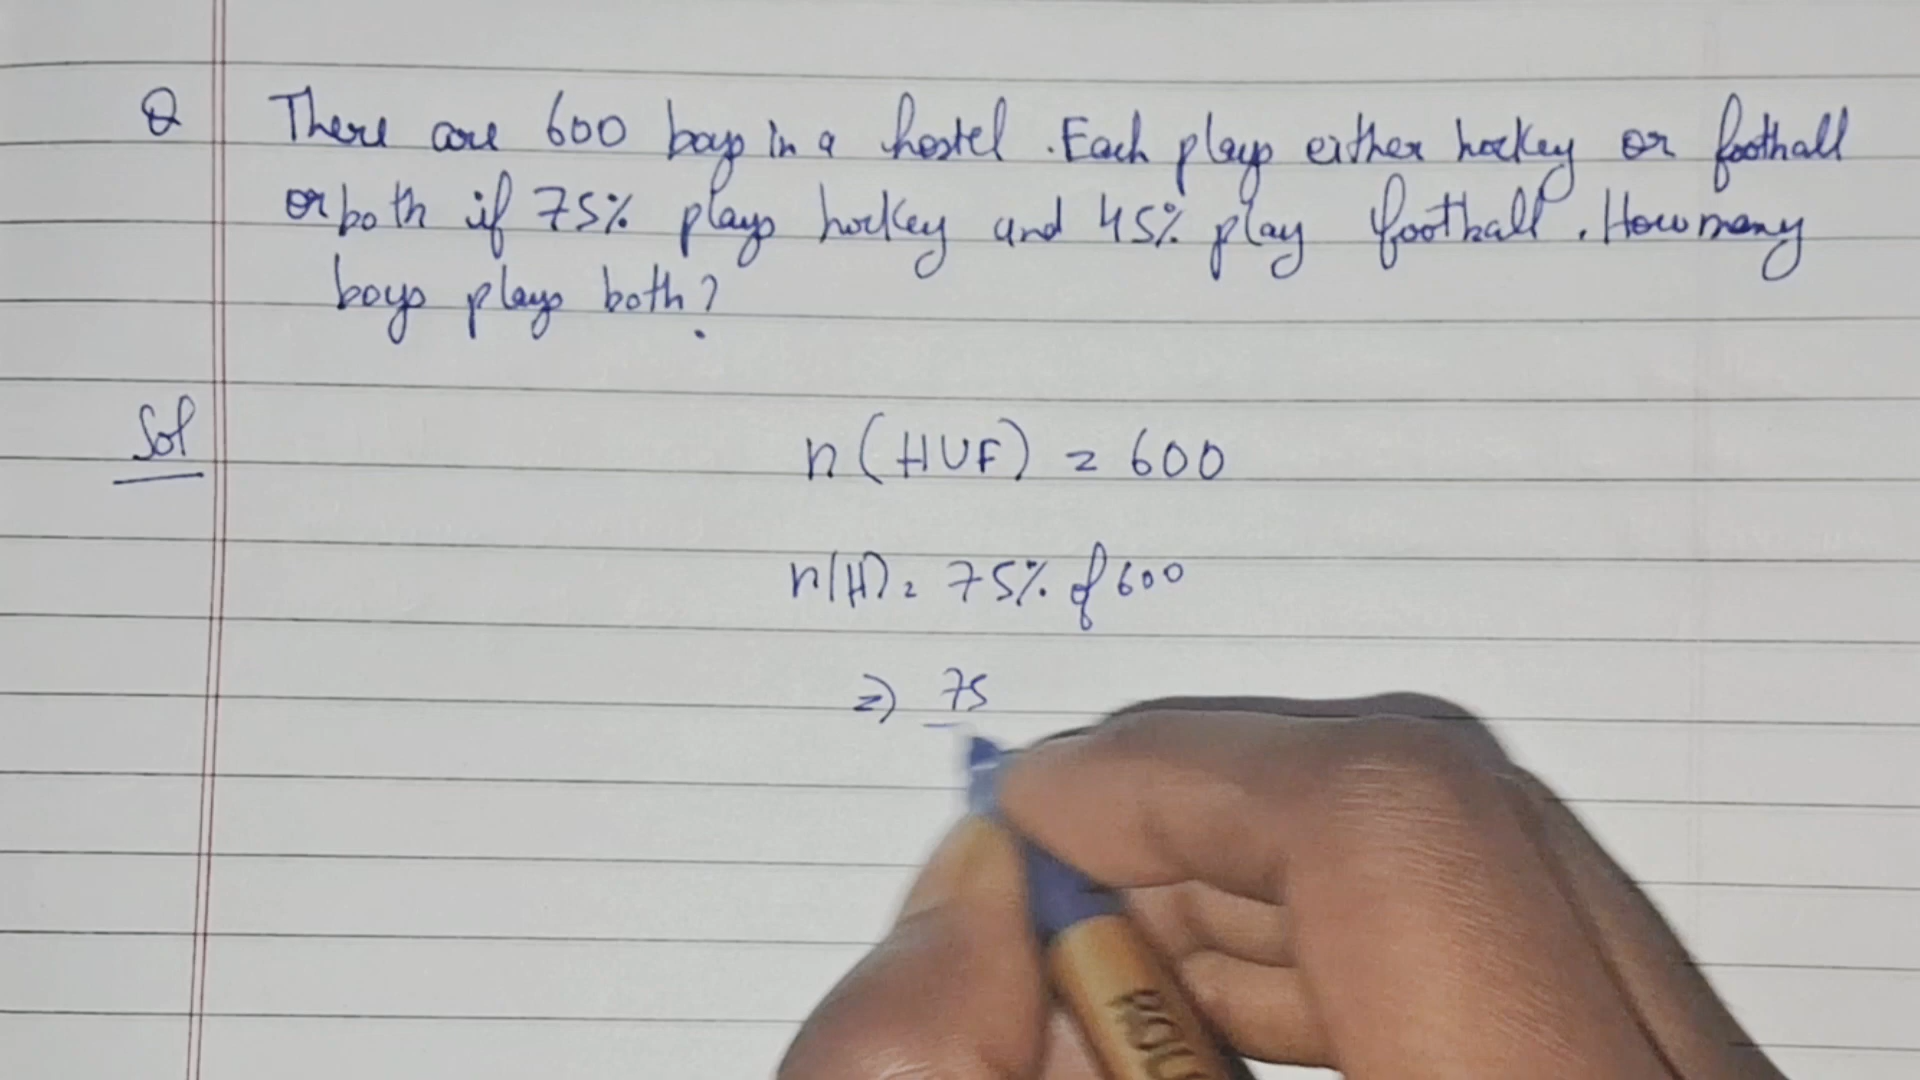 Q There are 600 boys in a hostel . Each plays either hockey or football
or both if 75% plays hockey and 45% play football . How many
boys plays both ?
Sol n (HUF) = 600
n(H) = 75% of 600
=) 75